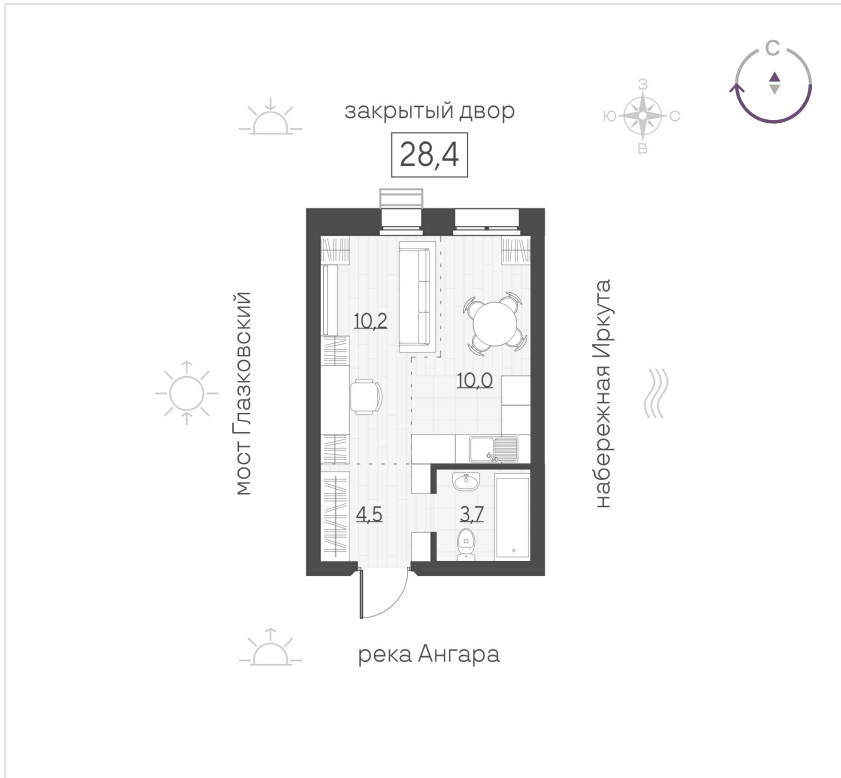 С
закрытый двор
28,4
З
Ю
С
В
мост Глазковский
набережная Иркута
10,2
10,0
4,5
3,7
река Ангара